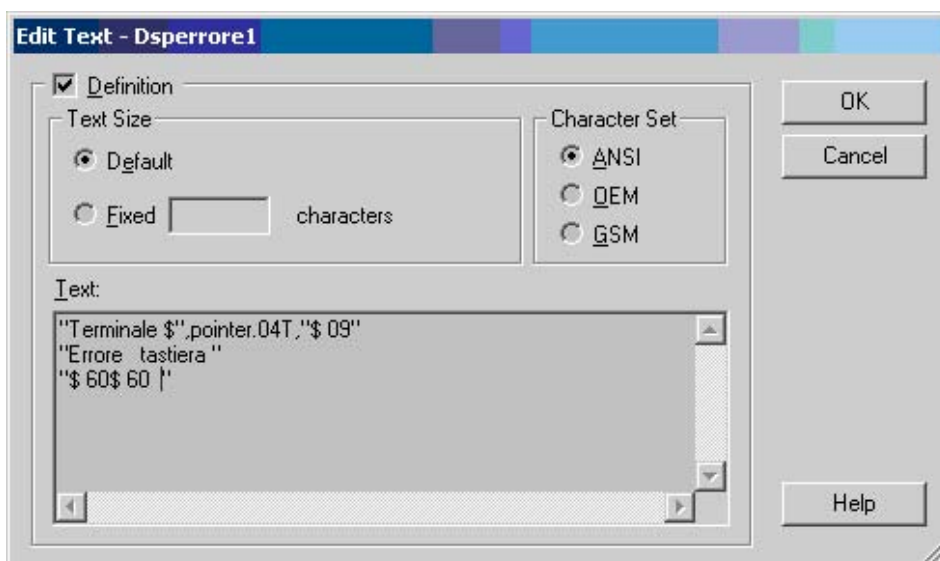 Edit Text - Dsperrore1
Definition
Text Size
Default
Fixed characters
Character Set
ANSI
OEM
GSM
OK
Cancel
Text:
"Terminale $",pointer.04T,"$ 09"
"Errore   tastiera "
"$ 60$ 60  "
Help